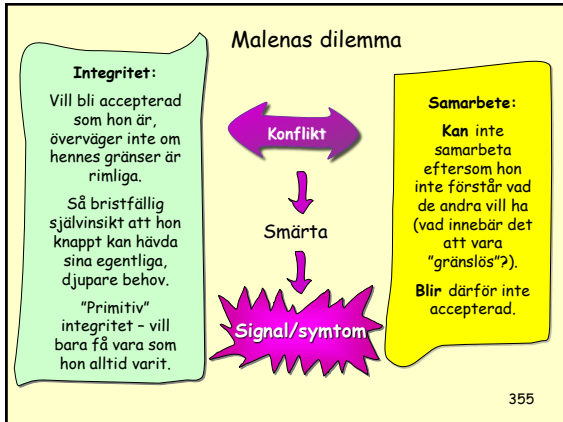 Malenas dilemma
Integritet:
Vill bli accepterad
som hon är,
överväger inte om
hennes gränser är
rimliga.
Så bristfällig
självinsikt att hon
knappt kan hävda
sina egentliga,
djupare behov.
"Primitiv"
integritet – vill
bara få vara som
hon alltid varit.
Konflikt
Smärta
Signal/symtom
Samarbete:
Kan inte
samarbeta
eftersom hon
inte förstår vad
de andra vill ha
(vad innebär det
att vara
"gränslös"?).
Blir därför inte
accepterad.
355